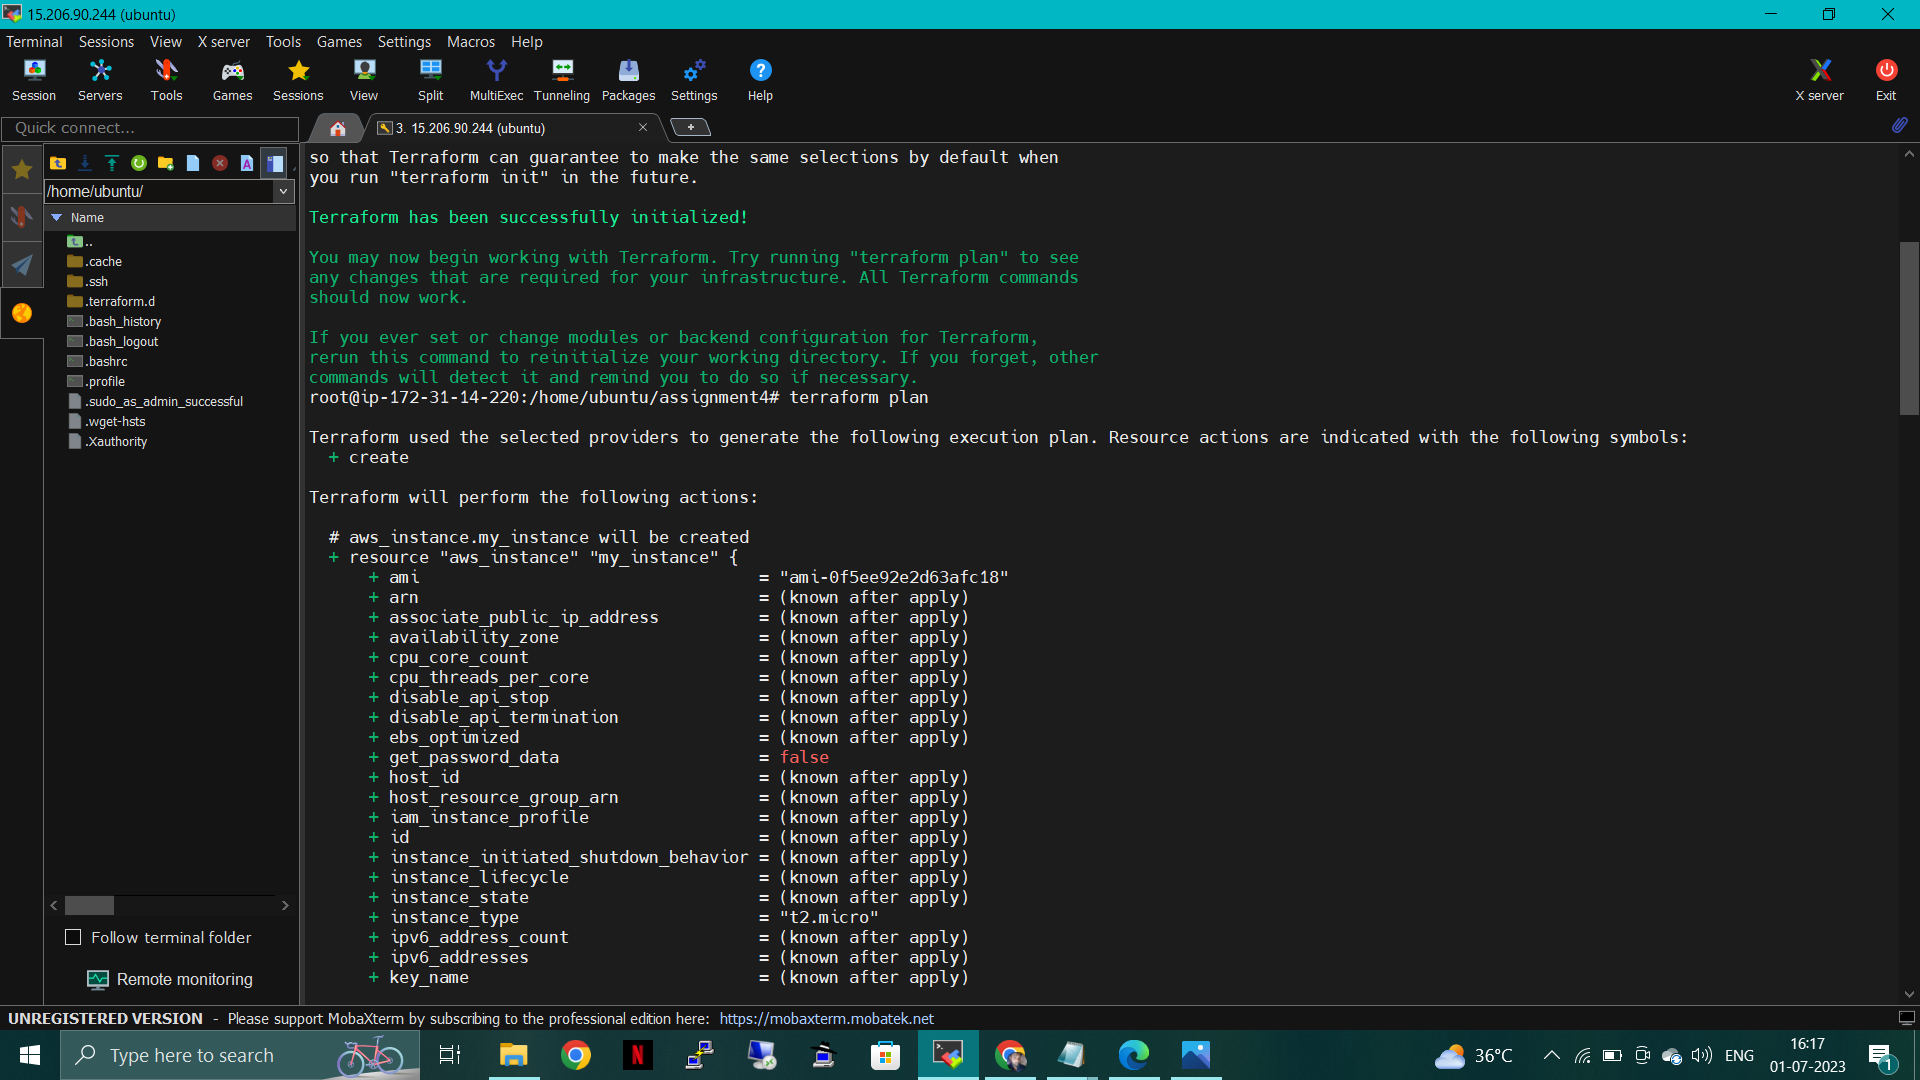 15.206.90.244 (ubuntu)
Terminal Sessions View X server Tools Games Settings Macros Help
Session Servers Tools Games Sessions View Split MultiExec Tunneling Packages Settings Help X server Exit
Quick connect...
3. 15.206.90.244 (ubuntu)
/home/ubuntu/
Name
..
.cache
.ssh
.terraform.d
.bash_history
.bash_logout
.bashrc
.profile
.sudo_as_admin_successful
.wget-hsts
.Xauthority
Follow terminal folder
Remote monitoring
so that Terraform can guarantee to make the same selections by default when
you run "terraform init" in the future.
Terraform has been successfully initialized!
You may now begin working with Terraform. Try running "terraform plan" to see
any changes that are required for your infrastructure. All Terraform commands
should now work.
If you ever set or change modules or backend configuration for Terraform,
rerun this command to reinitialize your working directory. If you forget, other
commands will detect it and remind you to do so if necessary.
root@ip-172-31-14-220:/home/ubuntu/assignment4# terraform plan
Terraform used the selected providers to generate the following execution plan. Resource actions are indicated with the following symbols:
+ create
Terraform will perform the following actions:
# aws_instance.my_instance will be created
+ resource "aws_instance" "my_instance" {
+ ami = "ami-0f5ee92e2d63afc18"
+ arn = (known after apply)
+ associate_public_ip_address = (known after apply)
+ availability_zone = (known after apply)
+ cpu_core_count = (known after apply)
+ cpu_threads_per_core = (known after apply)
+ disable_api_stop = (known after apply)
+ disable_api_termination = (known after apply)
+ ebs_optimized = (known after apply)
+ get_password_data = false
+ host_id = (known after apply)
+ host_resource_group_arn = (known after apply)
+ iam_instance_profile = (known after apply)
+ id = (known after apply)
+ instance_initiated_shutdown_behavior = (known after apply)
+ instance_lifecycle = (known after apply)
+ instance_state = (known after apply)
+ instance_type = "t2.micro"
+ ipv6_address_count = (known after apply)
+ ipv6_addresses = (known after apply)
+ key_name = (known after apply)
UNREGISTERED VERSION - Please support MobaXterm by subscribing to the professional edition here: https://mobaxterm.mobatek.net
Type here to search
36°C
ENG
16:17
01-07-2023
1